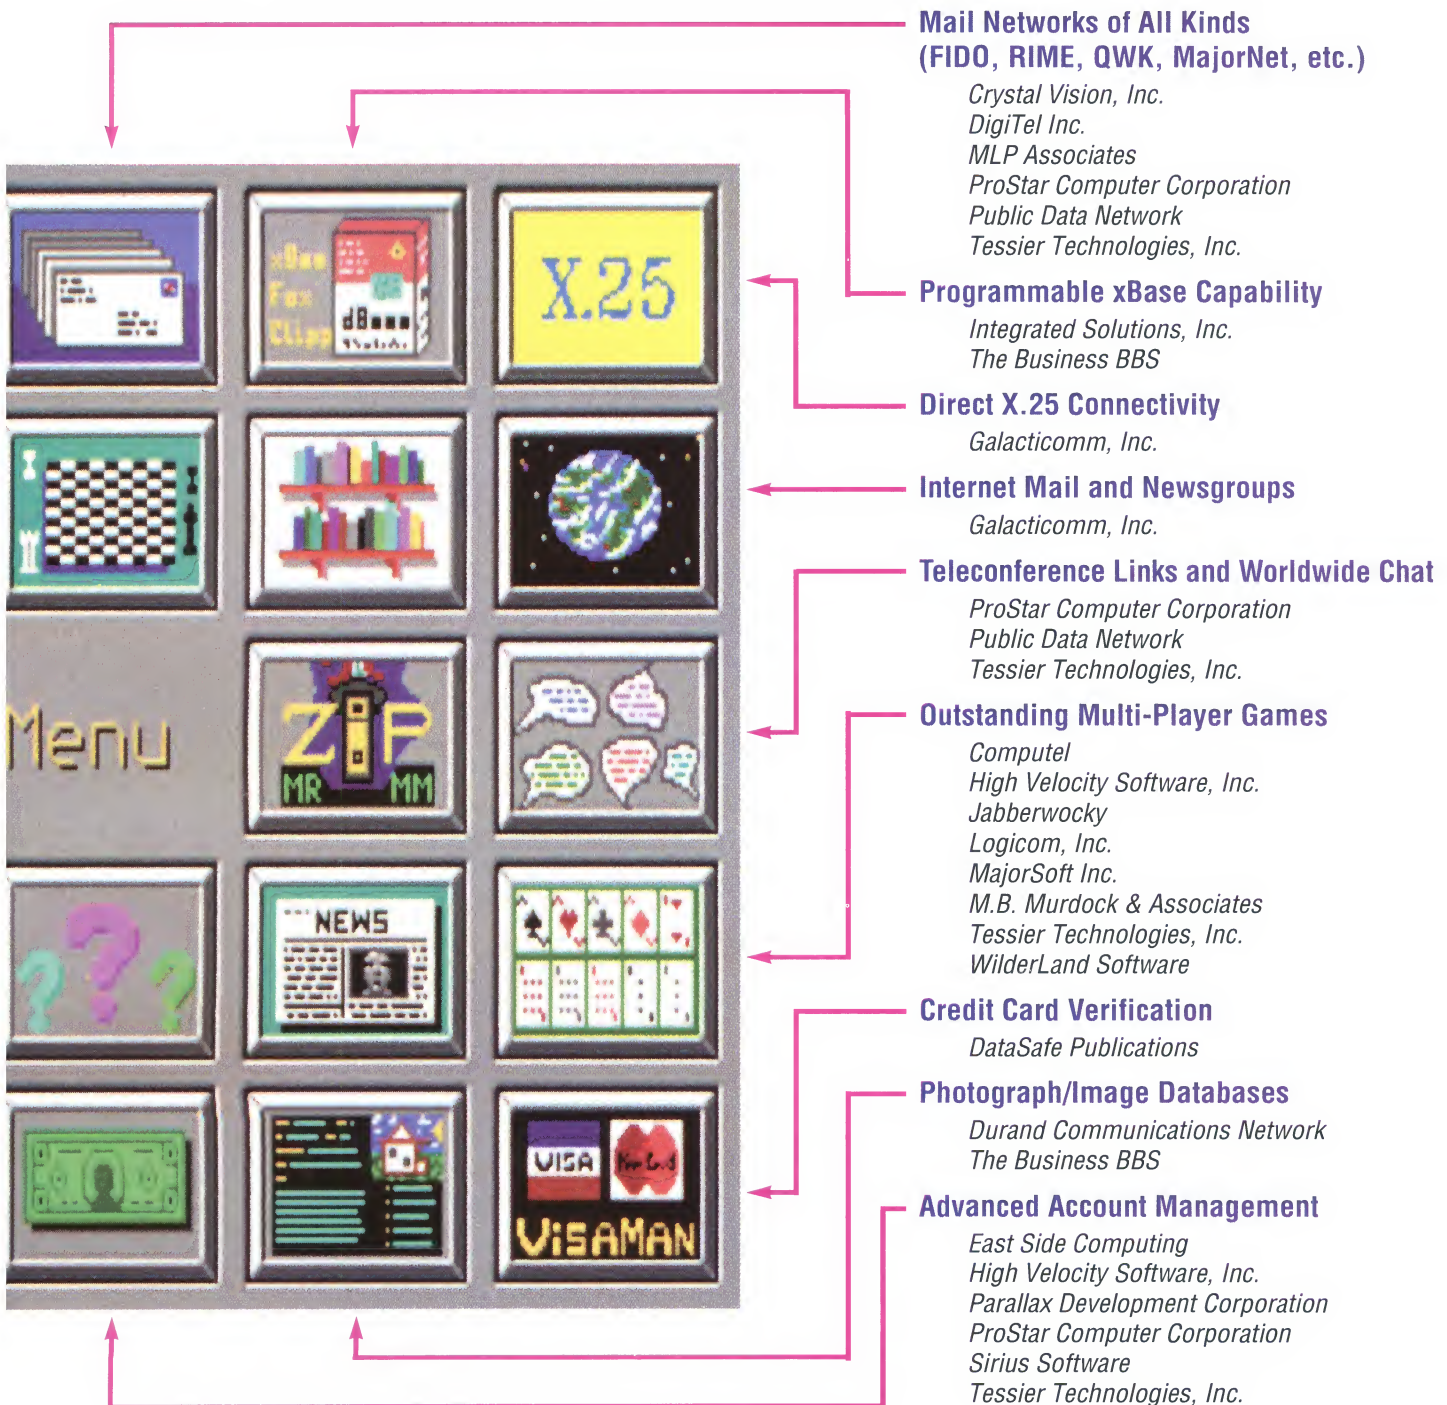 Mail Networks of All Kinds
(FIDO, RIME, QWK, MajorNet, etc.)
Crystal Vision, Inc.
DigiTel Inc.
MLP Associates
ProStar Computer Corporation
Public Data Network
Tessier Technologies, Inc.
Programmable xBase Capability
Integrated Solutions, Inc.
The Business BBS
Direct X.25 Connectivity
Galacticomm, Inc.
Internet Mail and Newsgroups
Galacticomm, Inc.
Teleconference Links and Worldwide Chat
ProStar Computer Corporation
Public Data Network
Tessier Technologies, Inc.
Outstanding Multi-Player Games
Computel
High Velocity Software, Inc.
Jabberwocky
Logicom, Inc.
MajorSoft Inc.
M.B. Murdock & Associates
Tessier Technologies, Inc.
WilderLand Software
Credit Card Verification
DataSafe Publications
Photograph/Image Databases
Durand Communications Network
The Business BBS
Advanced Account Management
East Side Computing
High Velocity Software, Inc.
Parallax Development Corporation
ProStar Computer Corporation
Sirius Software
Tessier Technologies, Inc.
Fox
X.25
Menu
ZIP
MR MM
NEWS
VISA
VISAMAN